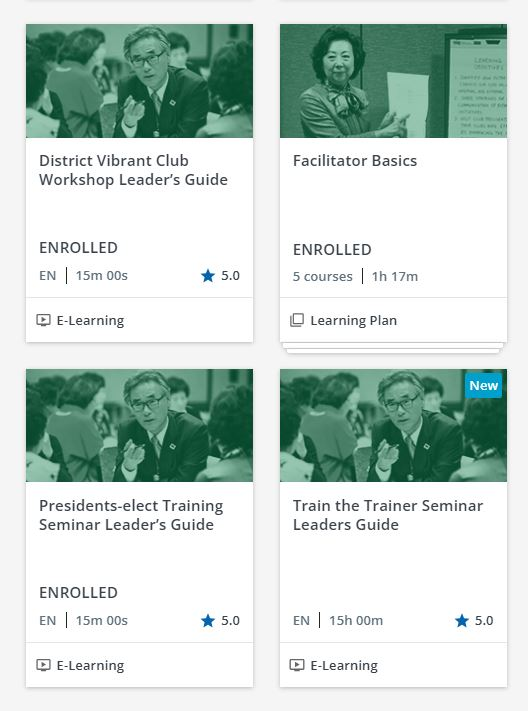 District Vibrant Club
Workshop Leader’s Guide
ENROLLED
EN | 15m 00s
5.0
E-Learning
LEARNING
OBJECTIVES
Facilitator Basics
ENROLLED
5 courses | 1h 17m
Learning Plan
Presidents-elect Training
Seminar Leader’s Guide
ENROLLED
EN | 15m 00s
5.0
E-Learning
New
Train the Trainer Seminar
Leaders Guide
EN | 15h 00m
5.0
E-Learning